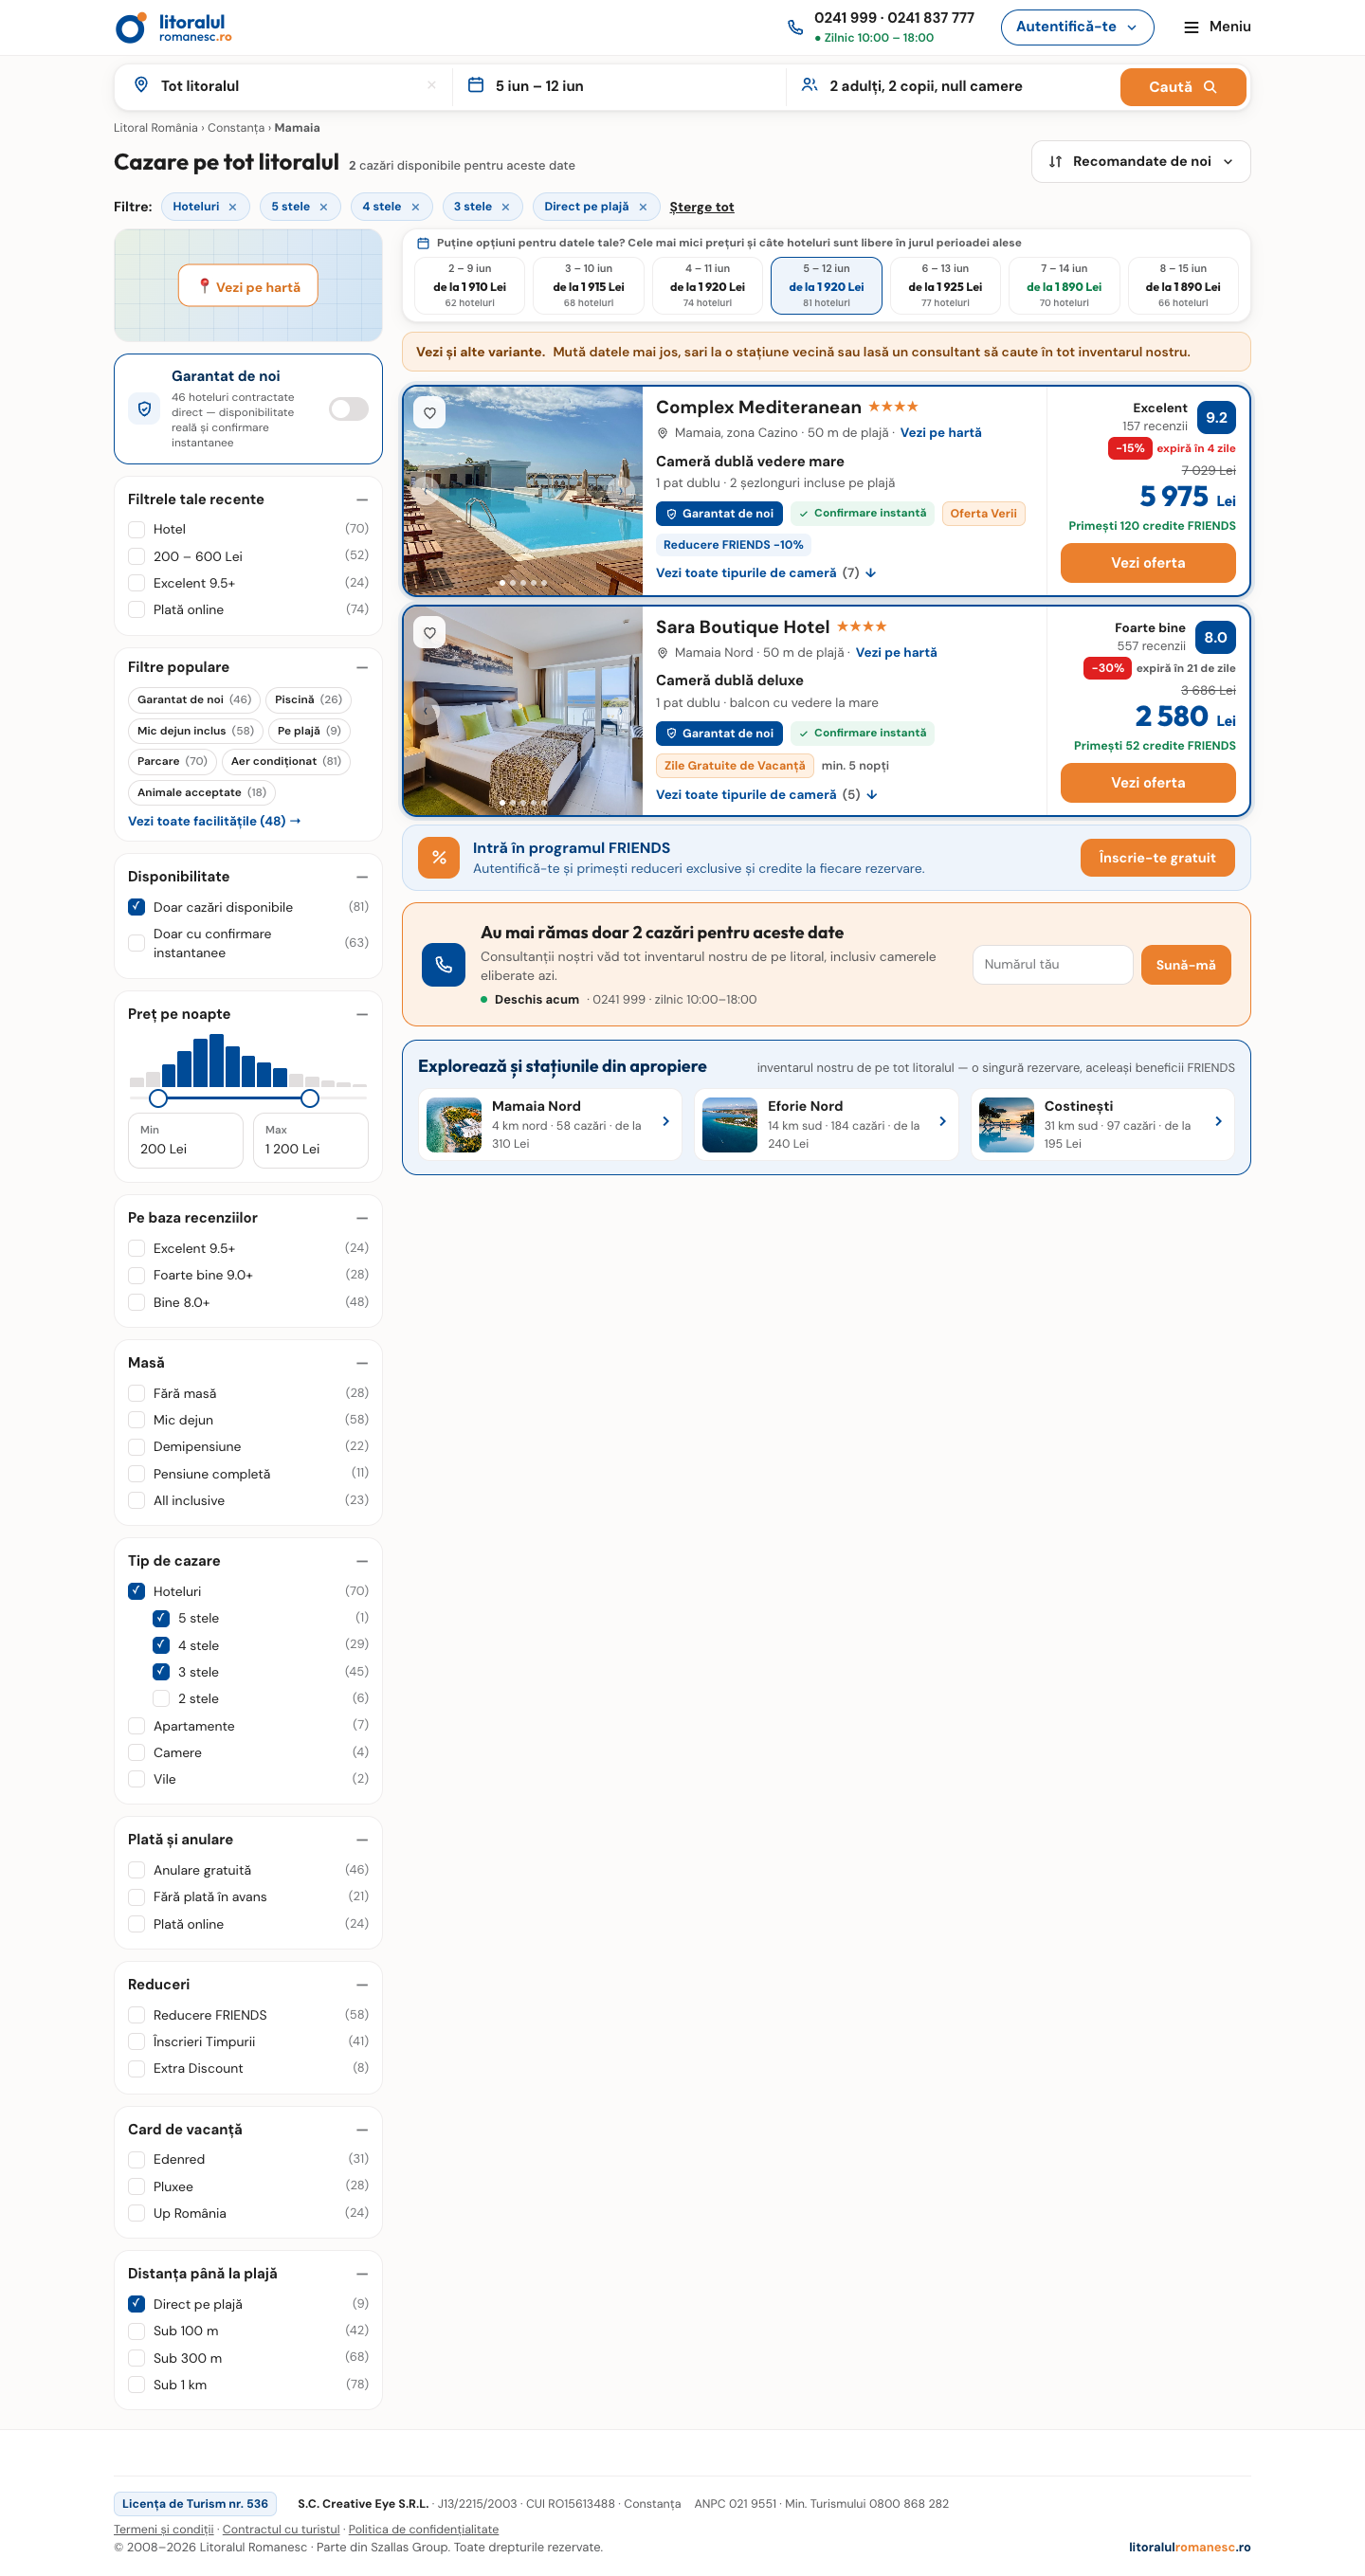 litoralul
romanesc.ro
0241 999 · 0241 837 777
● Zilnic 10:00 – 18:00
Autentifică-te
Meniu
Tot litoralul
5 iun – 12 iun
2 adulți, 2 copii, null camere
Caută
Litoral România › Constanța › Mamaia
Cazare pe tot litoralul 2 cazări disponibile pentru aceste date
Recomandate de noi
Filtre: Hoteluri × 5 stele × 4 stele × 3 stele × Direct pe plajă × Șterge tot
Vezi pe hartă
Garantat de noi
46 hoteluri contractate
direct — disponibilitate
reală și confirmare
instantanee
Filtrele tale recente
Hotel (70)
200 – 600 Lei (52)
Excelent 9.5+ (24)
Plată online (74)
Filtre populare
Garantat de noi (46) Piscină (26)
Mic dejun inclus (58) Pe plajă (9)
Parcare (70) Aer condiționat (81)
Animale acceptate (18)
Vezi toate facilitățile (48) →
Disponibilitate
Doar cazări disponibile (81)
Doar cu confirmare
instantanee (63)
Preț pe noapte
Min
200 Lei
Max
1 200 Lei
Pe baza recenziilor
Excelent 9.5+ (24)
Foarte bine 9.0+ (28)
Bine 8.0+ (48)
Masă
Fără masă (28)
Mic dejun (58)
Demipensiune (22)
Pensiune completă (11)
All inclusive (23)
Tip de cazare
Hoteluri (70)
5 stele (1)
4 stele (29)
3 stele (45)
2 stele (6)
Apartamente (7)
Camere (4)
Vile (2)
Plată și anulare
Anulare gratuită (46)
Fără plată în avans (21)
Plată online (24)
Reduceri
Reducere FRIENDS (58)
Înscrieri Timpurii (41)
Extra Discount (8)
Card de vacanță
Edenred (31)
Pluxee (28)
Up România (24)
Distanța până la plajă
Direct pe plajă (9)
Sub 100 m (42)
Sub 300 m (68)
Sub 1 km (78)
Puține opțiuni pentru datele tale? Cele mai mici prețuri și câte hoteluri sunt libere în jurul perioadei alese
2 – 9 iun
de la 1 910 Lei
62 hoteluri
3 – 10 iun
de la 1 915 Lei
68 hoteluri
4 – 11 iun
de la 1 920 Lei
74 hoteluri
5 – 12 iun
de la 1 920 Lei
81 hoteluri
6 – 13 iun
de la 1 925 Lei
77 hoteluri
7 – 14 iun
de la 1 890 Lei
70 hoteluri
8 – 15 iun
de la 1 890 Lei
66 hoteluri
Vezi și alte variante. Mută datele mai jos, sari la o stațiune vecină sau lasă un consultant să caute în tot inventarul nostru.
Complex Mediteranean ★★★★
Mamaia, zona Cazino · 50 m de plajă · Vezi pe hartă
Cameră dublă vedere mare
1 pat dublu · 2 șezlonguri incluse pe plajă
Garantat de noi ✓ Confirmare instantă Oferta Verii
Reducere FRIENDS -10%
Vezi toate tipurile de cameră (7) ↓
Excelent
157 recenzii
9.2
-15% expiră în 4 zile
7 029 Lei
5 975 Lei
Primești 120 credite FRIENDS
Vezi oferta
Sara Boutique Hotel ★★★★
Mamaia Nord · 50 m de plajă · Vezi pe hartă
Cameră dublă deluxe
1 pat dublu · balcon cu vedere la mare
Garantat de noi ✓ Confirmare instantă
Zile Gratuite de Vacanță min. 5 nopți
Vezi toate tipurile de cameră (5) ↓
Foarte bine
557 recenzii
8.0
-30% expiră în 21 de zile
3 686 Lei
2 580 Lei
Primești 52 credite FRIENDS
Vezi oferta
Intră în programul FRIENDS
Autentifică-te și primești reduceri exclusive și credite la fiecare rezervare.
Înscrie-te gratuit
Au mai rămas doar 2 cazări pentru aceste date
Consultanții noștri văd tot inventarul nostru de pe litoral, inclusiv camerele
eliberate azi.
● Deschis acum · 0241 999 · zilnic 10:00–18:00
Numărul tău
Sună-mă
Explorează și stațiunile din apropiere
inventarul nostru de pe tot litoralul — o singură rezervare, aceleași beneficii FRIENDS
Mamaia Nord
4 km nord · 58 cazări · de la
310 Lei
Eforie Nord
14 km sud · 184 cazări · de la
240 Lei
Costinești
31 km sud · 97 cazări · de la
195 Lei
Licența de Turism nr. 536 S.C. Creative Eye S.R.L. · J13/2215/2003 · CUI RO15613488 · Constanța ANPC 021 9551 · Min. Turismului 0800 868 282
Termeni și condiții · Contractul cu turistul · Politica de confidențialitate
© 2008–2026 Litoralul Romanesc · Parte din Szallas Group. Toate drepturile rezervate.
litoralulromanesc.ro